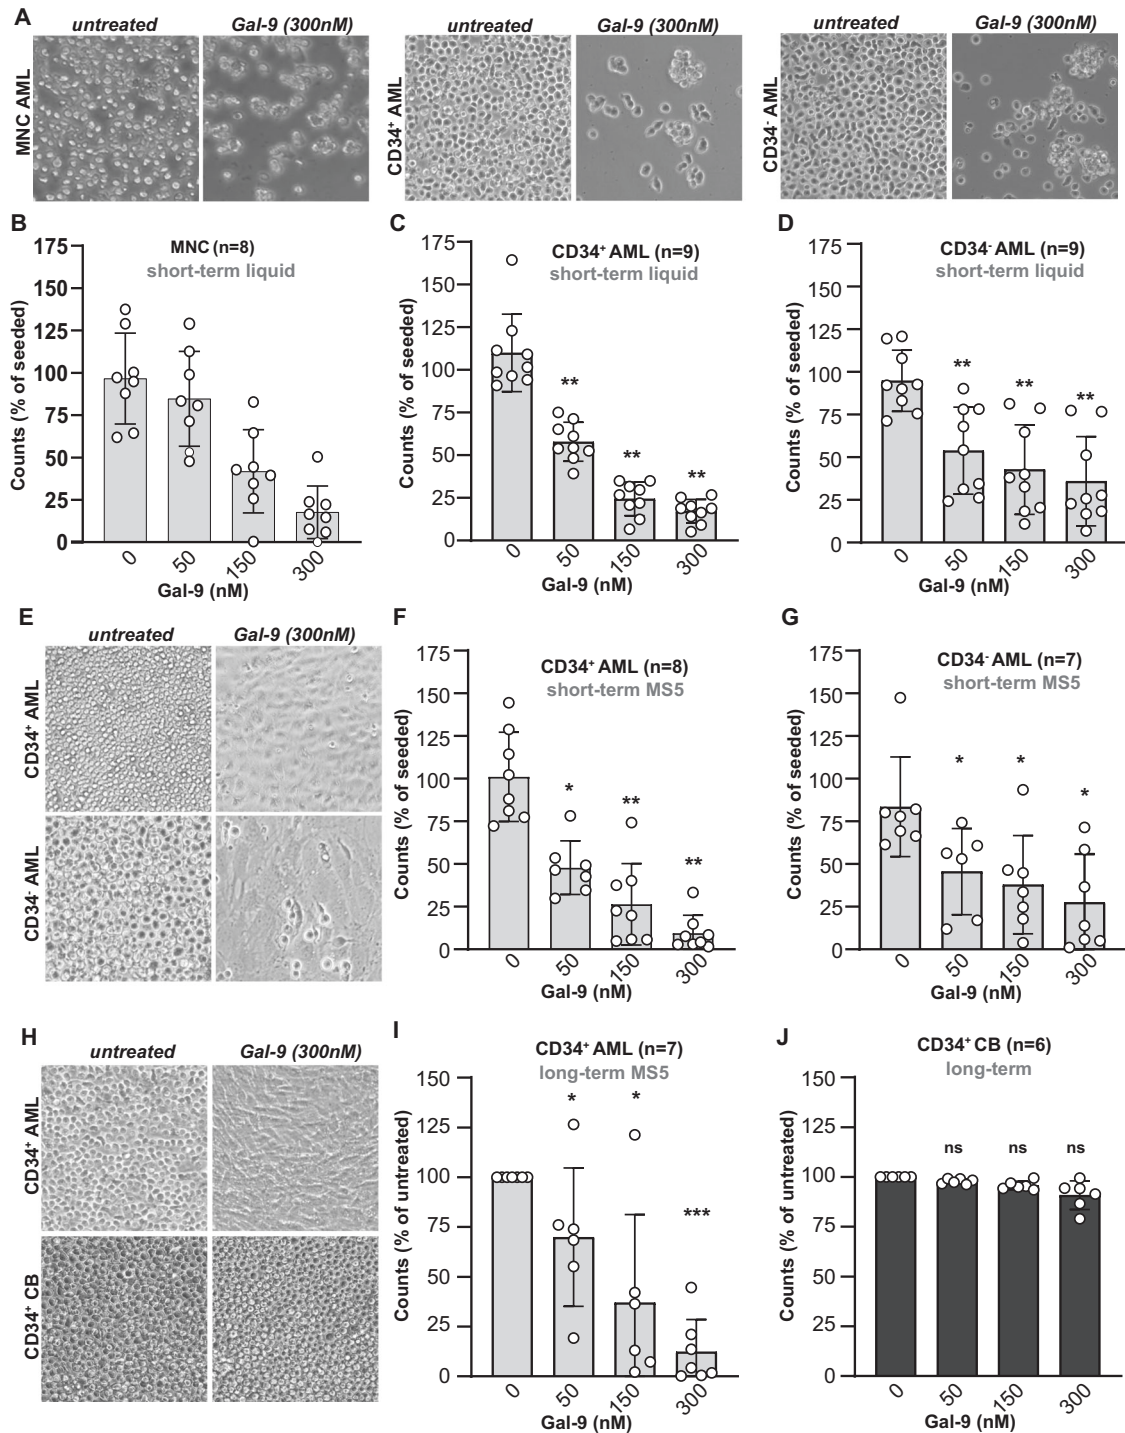 A
untreated
Gal-9 (300nM)
untreated
Gal-9 (300nM)
untreated
Gal-9 (300nM)
MNC AML
CD34⁺ AML
CD34⁻ AML
B
MNC (n=8)
short-term liquid
Counts (% of seeded)
175
150
125
100
75
50
25
0
0
50
150
300
Gal-9 (nM)
C
CD34⁺ AML (n=9)
short-term liquid
Counts (% of seeded)
175
150
125
100
75
50
25
0
**
**
**
0
50
150
300
Gal-9 (nM)
D
CD34⁻ AML (n=9)
short-term liquid
Counts (% of seeded)
175
150
125
100
75
50
25
0
**
**
**
0
50
150
300
Gal-9 (nM)
E
untreated
Gal-9 (300nM)
CD34⁺ AML
CD34⁻ AML
F
CD34⁺ AML (n=8)
short-term MS5
Counts (% of seeded)
175
150
125
100
75
50
25
0
*
**
**
0
50
150
300
Gal-9 (nM)
G
CD34⁻ AML (n=7)
short-term MS5
Counts (% of seeded)
175
150
125
100
75
50
25
0
*
*
*
0
50
150
300
Gal-9 (nM)
H
untreated
Gal-9 (300nM)
CD34⁺ AML
CD34⁺ CB
I
CD34⁺ AML (n=7)
long-term MS5
Counts (% of untreated)
150
125
100
75
50
25
0
*
*
***
0
50
150
300
Gal-9 (nM)
J
CD34⁺ CB (n=6)
long-term
Counts (% of untreated)
150
125
100
75
50
25
0
ns
ns
ns
0
50
150
300
Gal-9 (nM)